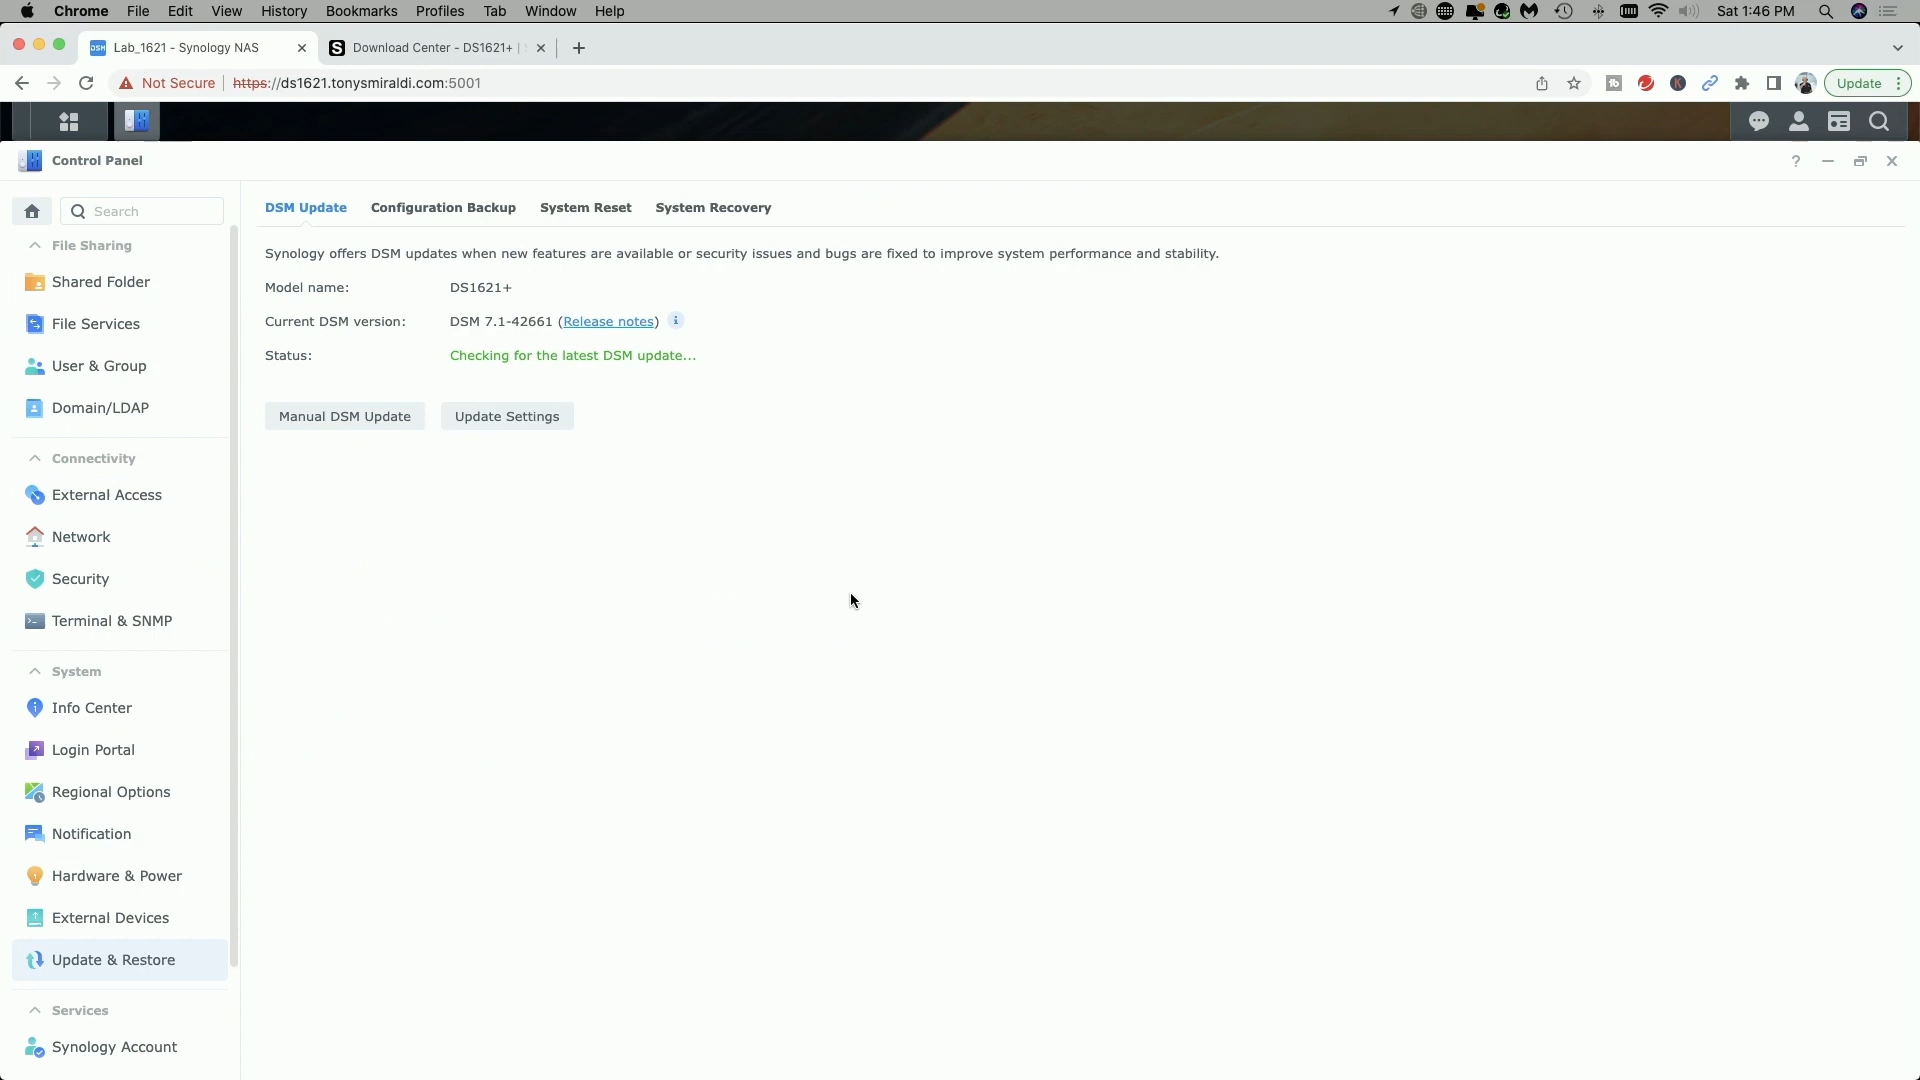 Chrome File Edit View History Bookmarks Profiles Tab Window Help Sat 1:46 PM
DSM Lab_1621 - Synology NAS S Download Center - DS1621+ |
Not Secure https://ds1621.tonysmiraldi.com:5001 Update
Control Panel
Search
File Sharing
Shared Folder
File Services
User & Group
Domain/LDAP
Connectivity
External Access
Network
Security
Terminal & SNMP
System
Info Center
Login Portal
Regional Options
Notification
Hardware & Power
External Devices
Update & Restore
Services
Synology Account
DSM Update Configuration Backup System Reset System Recovery
Synology offers DSM updates when new features are available or security issues and bugs are fixed to improve system performance and stability.
Model name: DS1621+
Current DSM version: DSM 7.1-42661 (Release notes)
Status: Checking for the latest DSM update...
Manual DSM Update Update Settings